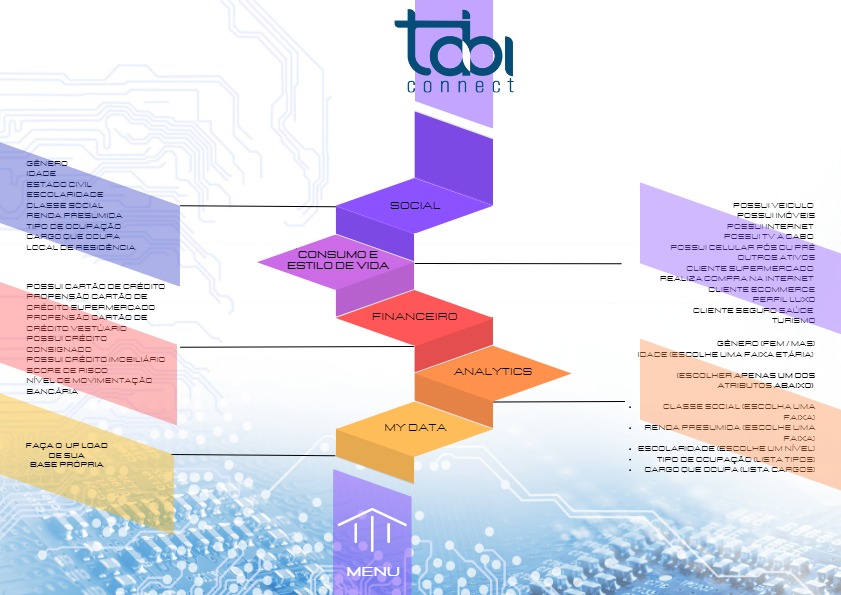 tabi
connect
SOCIAL
GÊNERO
IDADE
ESTADO CIVIL
ESCOLARIDADE
CLASSE SOCIAL
RENDA PRESUMIDA
TIPO DE OCUPAÇÃO
CARGO QUE OCUPA
LOCAL DE RESIDÊNCIA
CONSUMO E
ESTILO DE VIDA
POSSUI VEICULO
POSSUI IMÓVEIS
POSSUI INTERNET
POSSUI TV A CABO
POSSUI CELULAR PÓS OU PRÉ
OUTROS ATIVOS
CLIENTE SUPERMERCADO
REALIZA COMPRA NA INTERNET
CLIENTE ECOMMERCE
PERFIL LUXO
CLIENTE SEGURO SAÚDE
TURISMO
FINANCEIRO
POSSUI CARTÃO DE CRÉDITO
PROPENSÃO CARTÃO DE
CRÉDITO SUPERMERCADO
PROPENSÃO CARTÃO DE
CRÉDITO VESTUÁRIO
POSSUI CRÉDITO
CONSIGNADO
POSSUI CRÉDITO IMOBILIÁRIO
SCORE DE RISCO
NÍVEL DE MOVIMENTAÇÃO
BANCÁRIA
ANALYTICS
GÊNERO (FEM / MAS)
IDADE (ESCOLHE UMA FAIXA ETÁRIA)
(ESCOLHER APENAS UM DOS
ATRIBUTOS ABAIXO)
• CLASSE SOCIAL (ESCOLHA UMA
FAIXA)
• RENDA PRESUMIDA (ESCOLHE UMA
FAIXA)
• ESCOLARIDADE (ESCOLHE UM NÍVEL)
• TIPO DE OCUPAÇÃO (LISTA TIPOS)
• CARGO QUE OCUPA (LISTA CARGOS)
MY DATA
FAÇA O UP LOAD
DE SUA
BASE PRÓPRIA
MENU